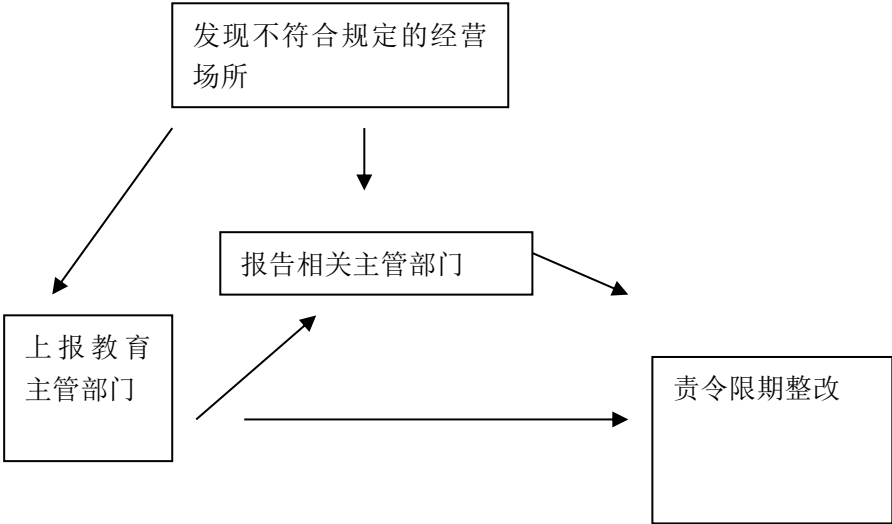 发现不符合规定的经营
场所
报告相关主管部门
上报教育
主管部门
责令限期整改